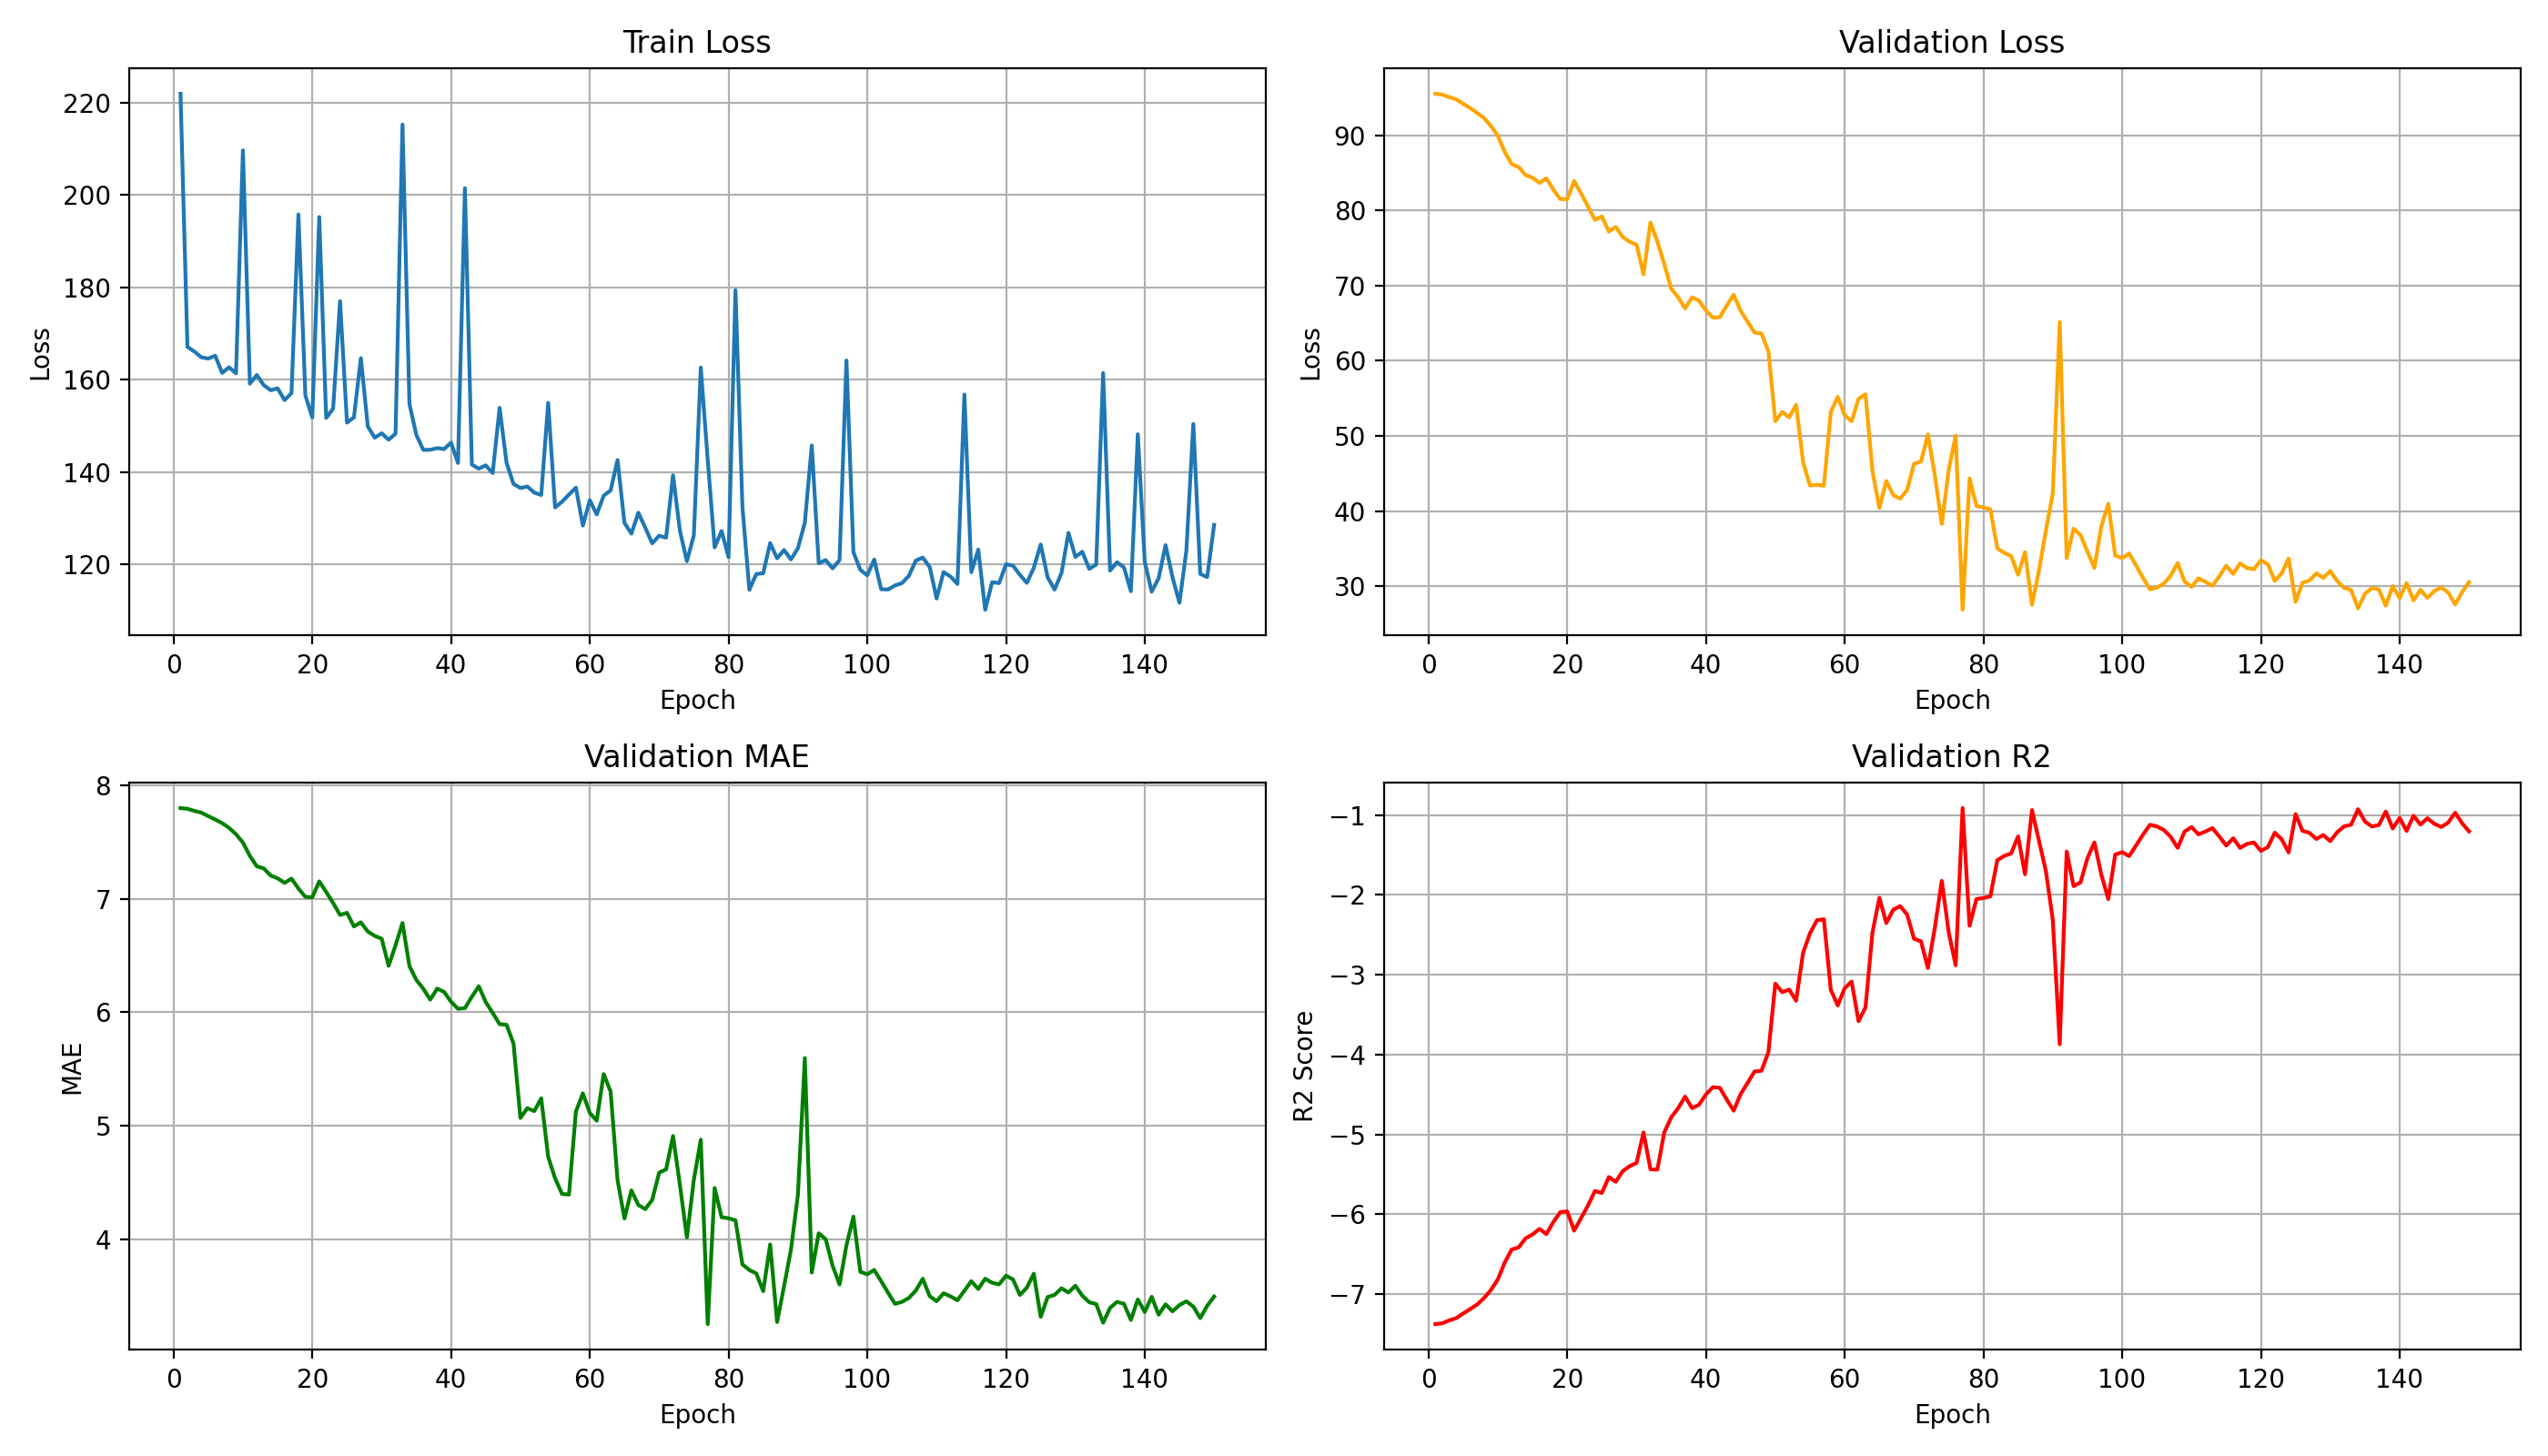 Train Loss
Loss
220
200
180
160
140
120
0 20 40 60 80 100 120 140
Epoch
Validation Loss
Loss
90
80
70
60
50
40
30
0 20 40 60 80 100 120 140
Epoch
Validation MAE
MAE
8
7
6
5
4
0 20 40 60 80 100 120 140
Epoch
Validation R2
R2 Score
−1
−2
−3
−4
−5
−6
−7
0 20 40 60 80 100 120 140
Epoch